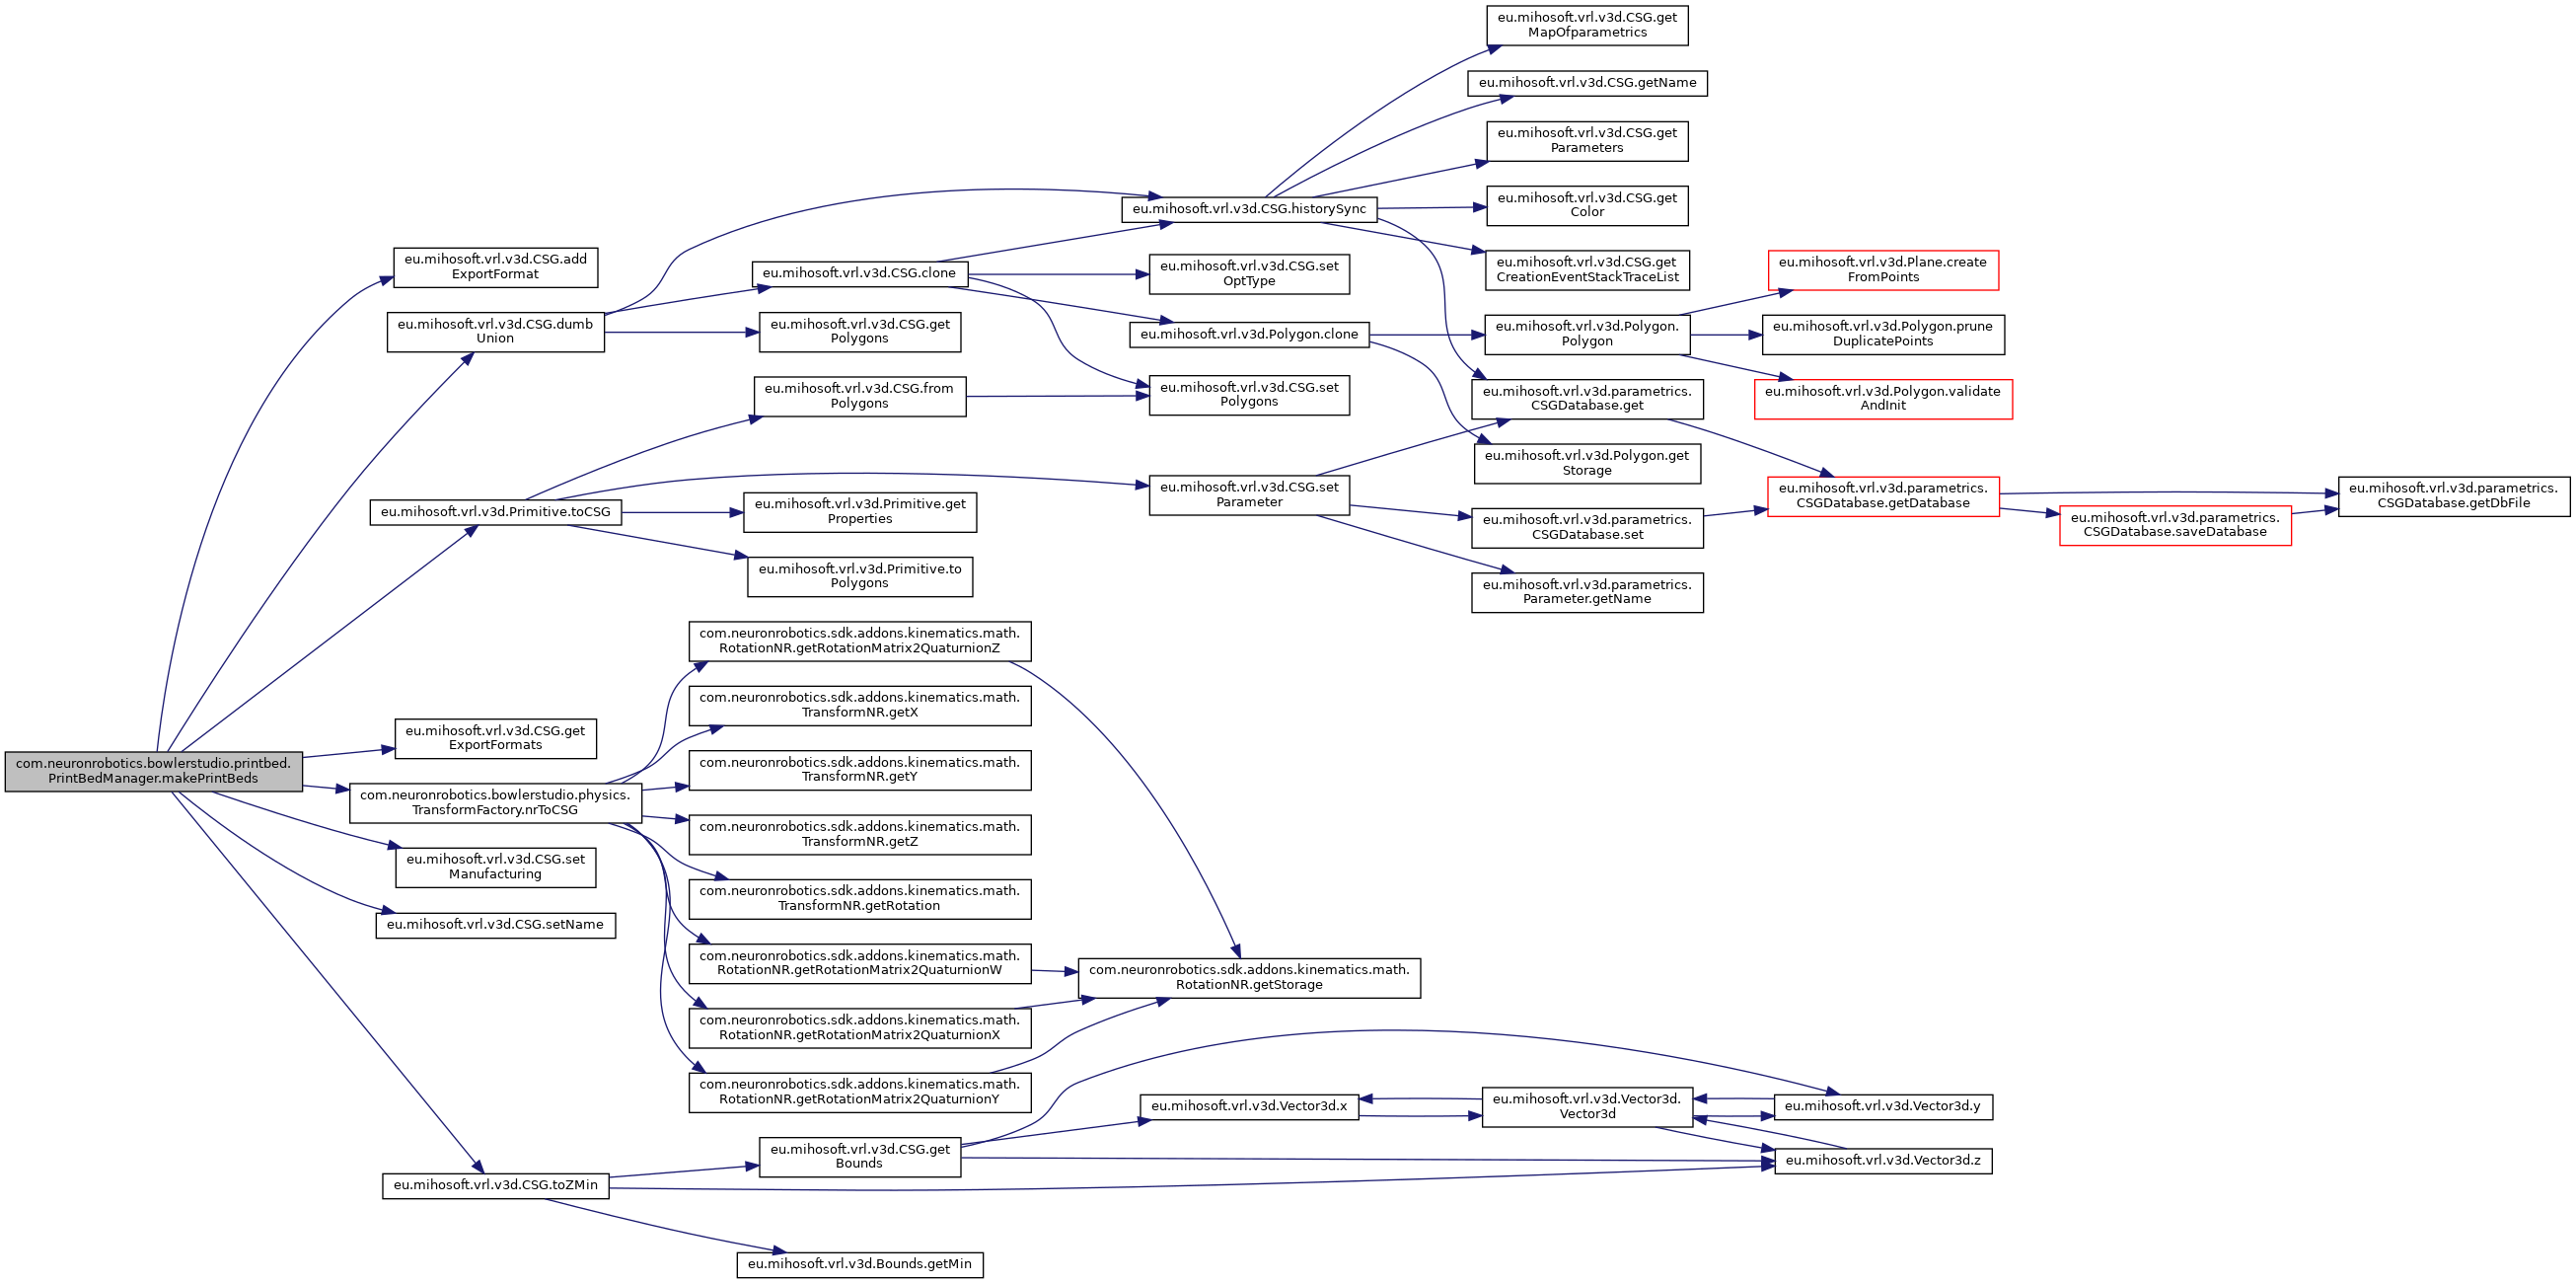 com.neuronrobotics.bowlerstudio.printbed.
PrintBedManager.makePrintBeds
eu.mihosoft.vrl.v3d.CSG.add
ExportFormat
eu.mihosoft.vrl.v3d.CSG.dumb
Union
eu.mihosoft.vrl.v3d.Primitive.toCSG
eu.mihosoft.vrl.v3d.CSG.get
ExportFormats
com.neuronrobotics.bowlerstudio.physics.
TransformFactory.nrToCSG
eu.mihosoft.vrl.v3d.CSG.set
Manufacturing
eu.mihosoft.vrl.v3d.CSG.setName
eu.mihosoft.vrl.v3d.CSG.toZMin
eu.mihosoft.vrl.v3d.CSG.clone
eu.mihosoft.vrl.v3d.CSG.get
Polygons
eu.mihosoft.vrl.v3d.CSG.from
Polygons
eu.mihosoft.vrl.v3d.Primitive.get
Properties
eu.mihosoft.vrl.v3d.Primitive.to
Polygons
com.neuronrobotics.sdk.addons.kinematics.math.
RotationNR.getRotationMatrix2QuaturnionZ
com.neuronrobotics.sdk.addons.kinematics.math.
TransformNR.getX
com.neuronrobotics.sdk.addons.kinematics.math.
TransformNR.getY
com.neuronrobotics.sdk.addons.kinematics.math.
TransformNR.getZ
com.neuronrobotics.sdk.addons.kinematics.math.
TransformNR.getRotation
com.neuronrobotics.sdk.addons.kinematics.math.
RotationNR.getRotationMatrix2QuaturnionW
com.neuronrobotics.sdk.addons.kinematics.math.
RotationNR.getRotationMatrix2QuaturnionX
com.neuronrobotics.sdk.addons.kinematics.math.
RotationNR.getRotationMatrix2QuaturnionY
eu.mihosoft.vrl.v3d.CSG.get
Bounds
eu.mihosoft.vrl.v3d.Bounds.getMin
eu.mihosoft.vrl.v3d.CSG.historySync
eu.mihosoft.vrl.v3d.CSG.set
OptType
eu.mihosoft.vrl.v3d.Polygon.clone
eu.mihosoft.vrl.v3d.CSG.set
Polygons
eu.mihosoft.vrl.v3d.CSG.set
Parameter
com.neuronrobotics.sdk.addons.kinematics.math.
RotationNR.getStorage
eu.mihosoft.vrl.v3d.Vector3d.x
eu.mihosoft.vrl.v3d.CSG.get
MapOfparametrics
eu.mihosoft.vrl.v3d.CSG.getName
eu.mihosoft.vrl.v3d.CSG.get
Parameters
eu.mihosoft.vrl.v3d.CSG.get
Color
eu.mihosoft.vrl.v3d.CSG.get
CreationEventStackTraceList
eu.mihosoft.vrl.v3d.Polygon.
Polygon
eu.mihosoft.vrl.v3d.parametrics.
CSGDatabase.get
eu.mihosoft.vrl.v3d.Polygon.get
Storage
eu.mihosoft.vrl.v3d.parametrics.
CSGDatabase.set
eu.mihosoft.vrl.v3d.parametrics.
Parameter.getName
eu.mihosoft.vrl.v3d.Vector3d.
Vector3d
eu.mihosoft.vrl.v3d.Plane.create
FromPoints
eu.mihosoft.vrl.v3d.Polygon.prune
DuplicatePoints
eu.mihosoft.vrl.v3d.Polygon.validate
AndInit
eu.mihosoft.vrl.v3d.parametrics.
CSGDatabase.getDatabase
eu.mihosoft.vrl.v3d.Vector3d.y
eu.mihosoft.vrl.v3d.Vector3d.z
eu.mihosoft.vrl.v3d.parametrics.
CSGDatabase.saveDatabase
eu.mihosoft.vrl.v3d.parametrics.
CSGDatabase.getDbFile